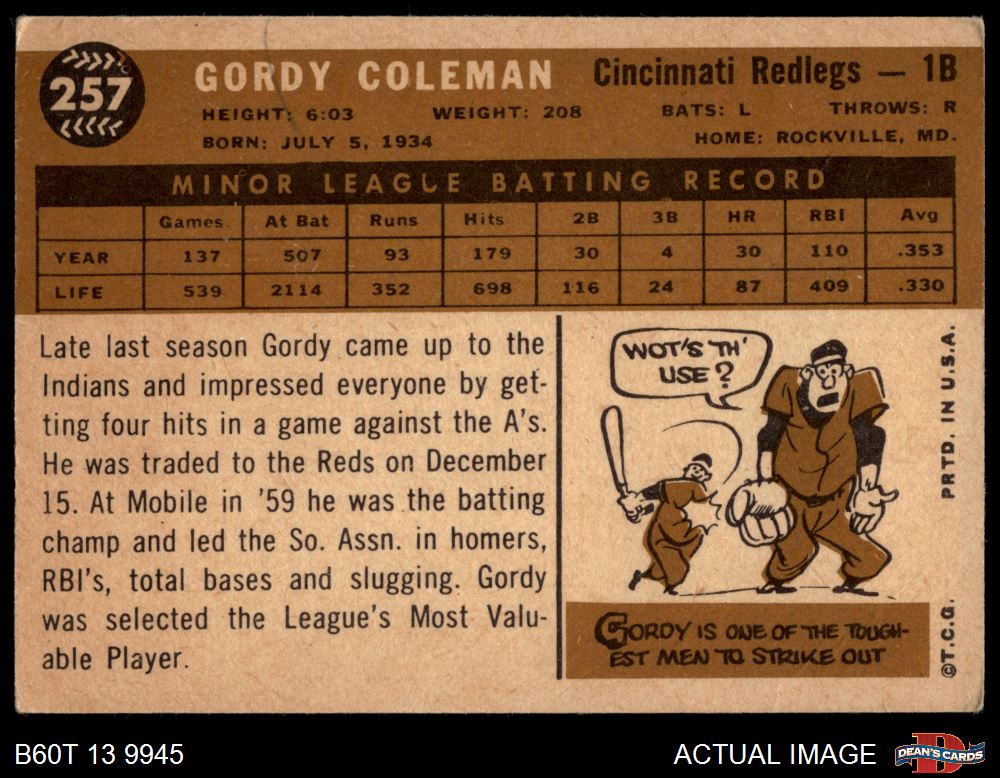 257
GORDY COLEMAN
Cincinnati Redlegs — 1B
HEIGHT: 6:03 WEIGHT: 208 BATS: L THROWS: R
BORN: JULY 5, 1934 HOME: ROCKVILLE, MD.
MINOR LEAGUE BATTING RECORD
Games. At Bat Runs Hits 2B 3B HR RBI Avg
YEAR 137 507 93 179 30 4 30 110 .353
LIFE 539 2114 352 698 116 24 87 409 .330
Late last season Gordy came up to the
Indians and impressed everyone by get-
ting four hits in a game against the A's.
He was traded to the Reds on December
15. At Mobile in '59 he was the batting
champ and led the So. Assn. in homers,
RBI's, total bases and slugging. Gordy
was selected the League's Most Valu-
able Player.
WOT'S TH'
USE?
GORDY IS ONE OF THE TOUGH-
EST MEN TO STRIKE OUT
©T.C.G. PRTD. IN U.S.A.
B60T 13 9945
ACTUAL IMAGE
DEAN'S CARDS